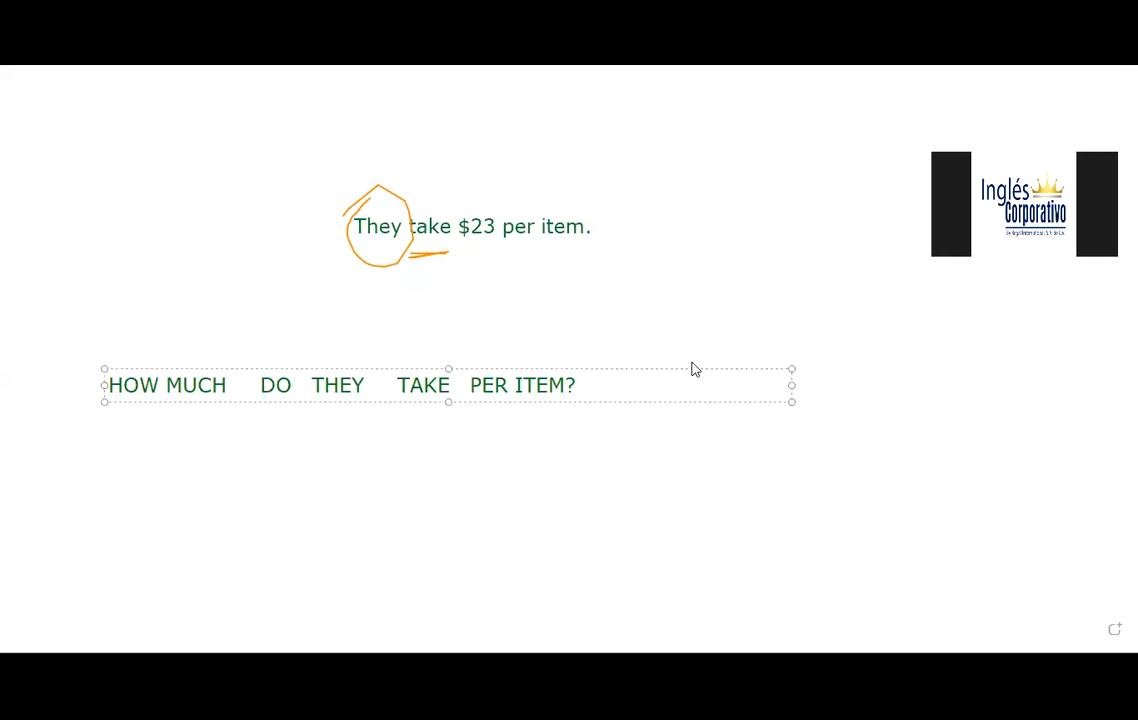 They take $23 per item.
Inglés
Corporativo
HOW MUCH DO THEY TAKE PER ITEM?